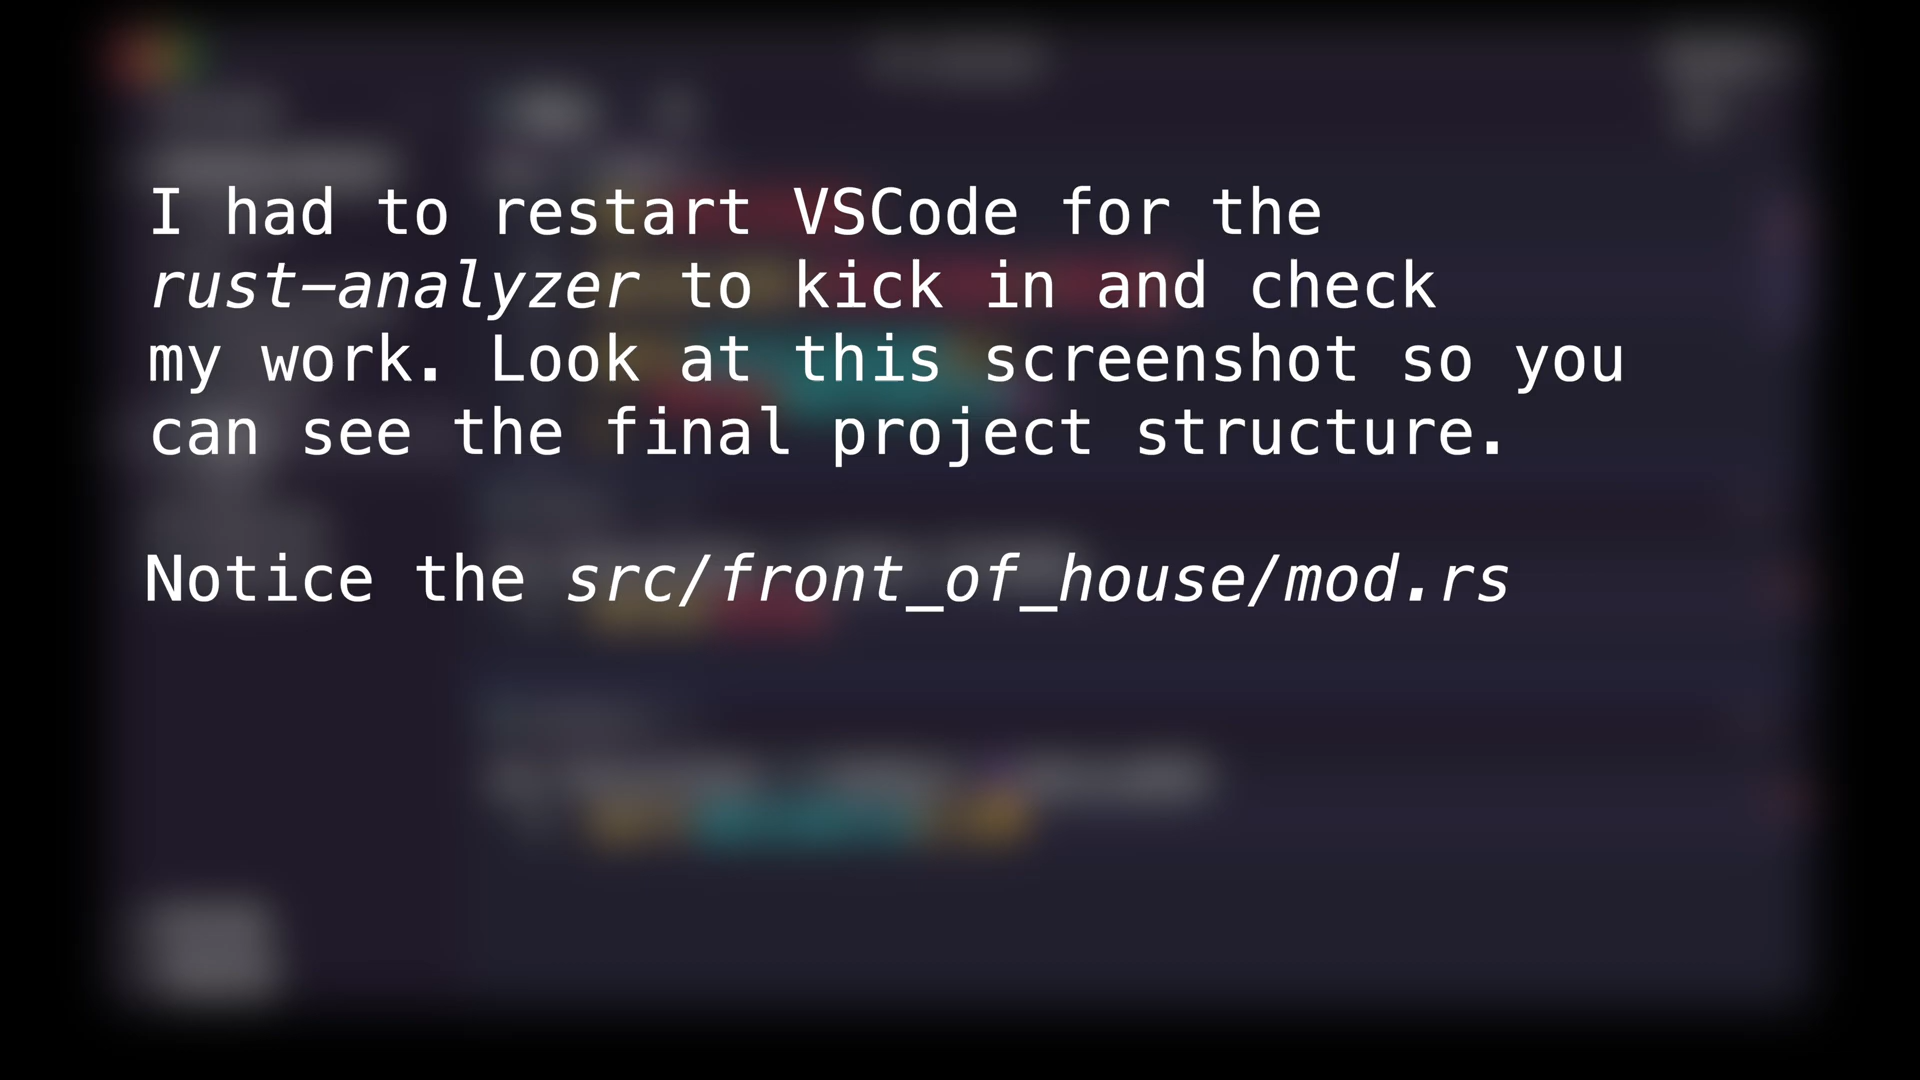 I had to restart VSCode for the
rust-analyzer to kick in and check
my work. Look at this screenshot so you
can see the final project structure.
Notice the src/front_of_house/mod.rs